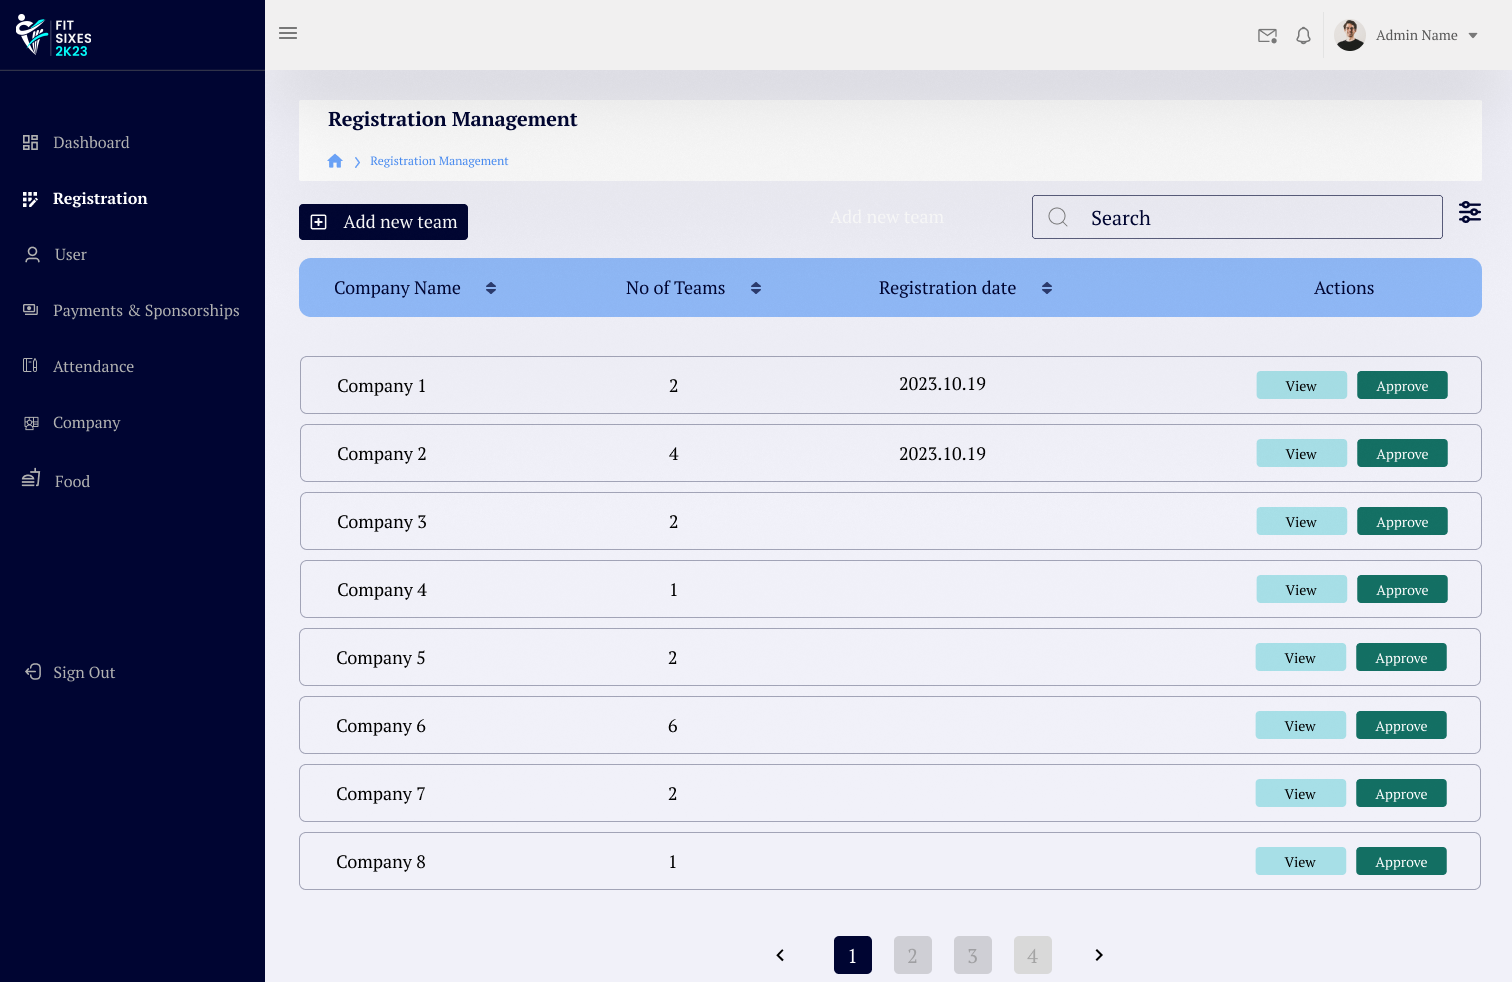 FIT
SIXES
2K23
Admin Name
Dashboard
Registration
User
Payments & Sponsorships
Attendance
Company
Food
Sign Out
Registration Management
Registration Management
Add new team
Add new team
Search
Company Name No of Teams Registration date Actions
Company 1 2 2023.10.19 View Approve
Company 2 4 2023.10.19 View Approve
Company 3 2 View Approve
Company 4 1 View Approve
Company 5 2 View Approve
Company 6 6 View Approve
Company 7 2 View Approve
Company 8 1 View Approve
1 2 3 4